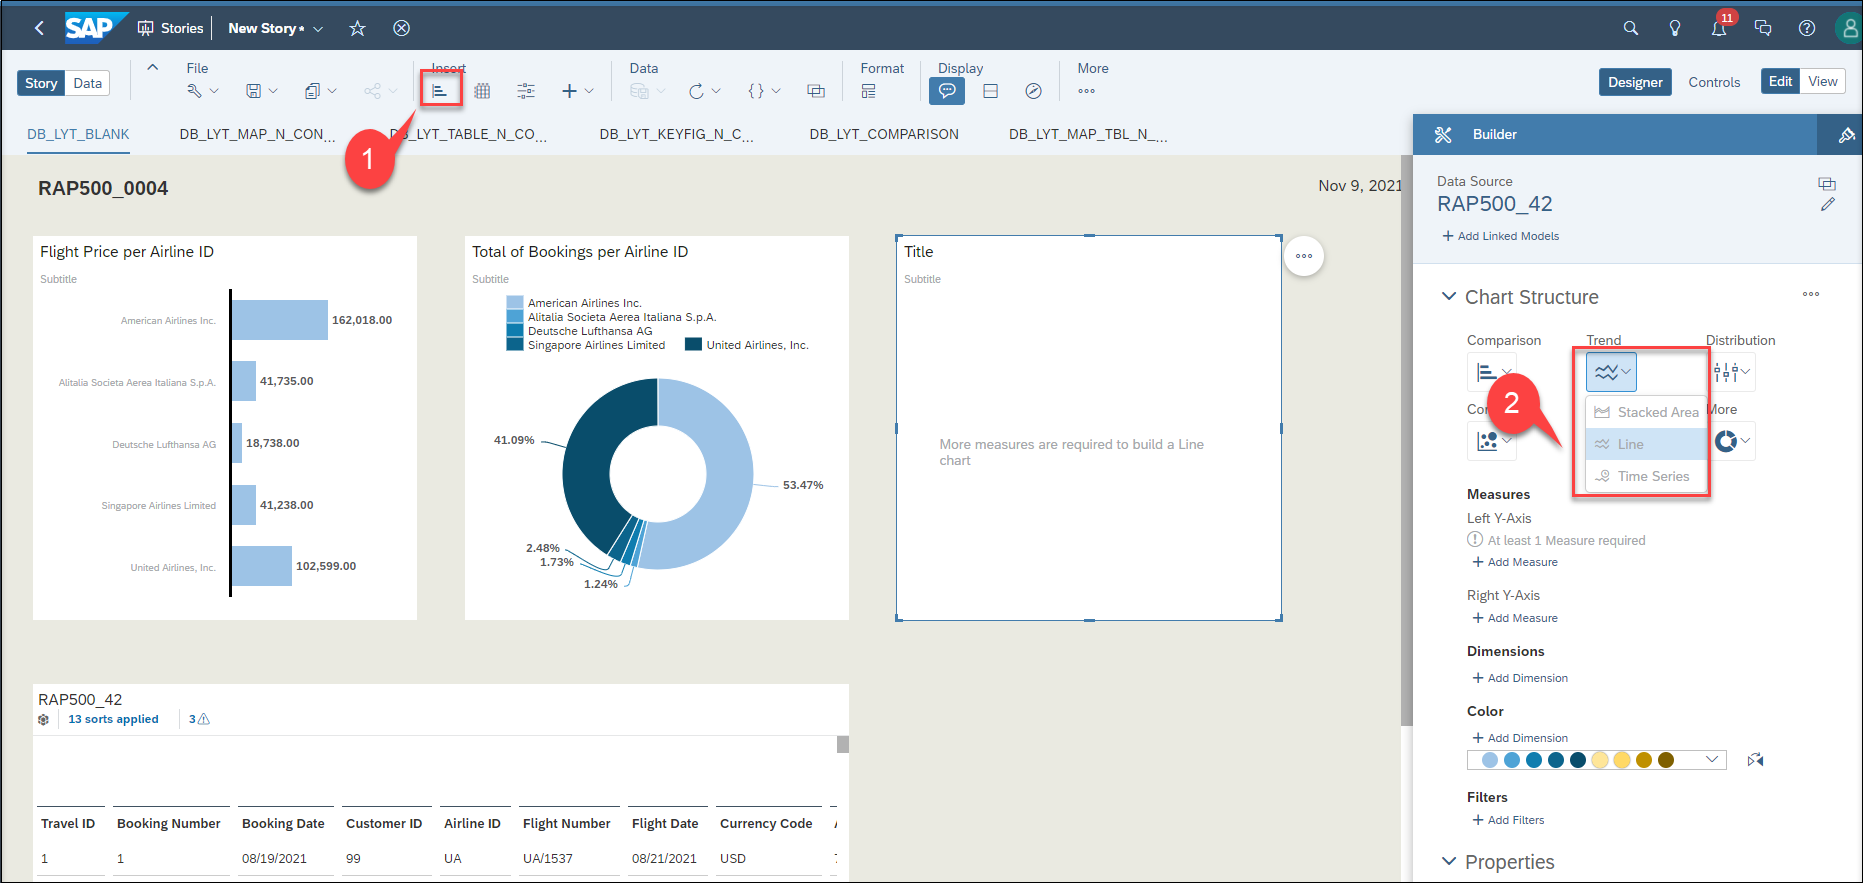 SAP Stories New Story * 11
Story Data File Insert Data Format Display More Designer Controls Edit View
DB_LYT_BLANK DB_LYT_MAP_N_CON... DB_LYT_TABLE_N_CO... DB_LYT_KEYFIG_N_C... DB_LYT_COMPARISON DB_LYT_MAP_TBL_N_...
1
RAP500_0004 Nov 9, 2021
Flight Price per Airline ID
Subtitle
American Airlines Inc. 162,018.00
Alitalia Societa Aerea Italiana S.p.A. 41,735.00
Deutsche Lufthansa AG 18,738.00
Singapore Airlines Limited 41,238.00
United Airlines, Inc. 102,599.00
Total of Bookings per Airline ID
Subtitle
American Airlines Inc.
Alitalia Societa Aerea Italiana S.p.A.
Deutsche Lufthansa AG
Singapore Airlines Limited United Airlines, Inc.
41.09%
53.47%
2.48%
1.73%
1.24%
Title
Subtitle
More measures are required to build a Line
chart
RAP500_42
13 sorts applied 3
Travel ID Booking Number Booking Date Customer ID Airline ID Flight Number Flight Date Currency Code
1 1 08/19/2021 99 UA UA/1537 08/21/2021 USD
Builder
Data Source
RAP500_42
+ Add Linked Models
Chart Structure
Comparison Trend Distribution
2
Co More
Stacked Area
Line
Time Series
Measures
Left Y-Axis
At least 1 Measure required
+ Add Measure
Right Y-Axis
+ Add Measure
Dimensions
+ Add Dimension
Color
+ Add Dimension
Filters
+ Add Filters
Properties